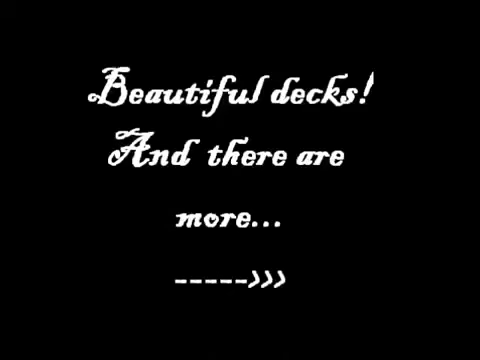 Beautiful decks!
And there are
more...
----->>>